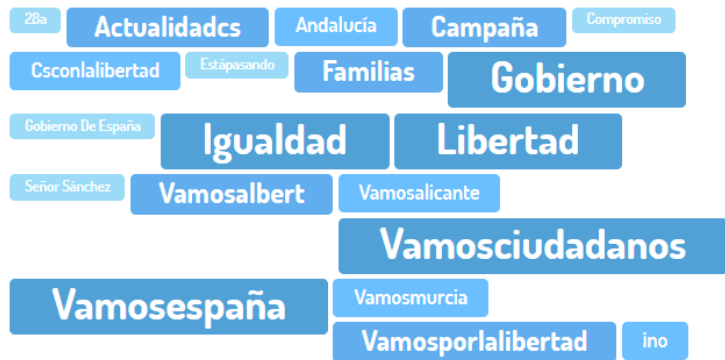 28a Actualidadcs Andalucía Campaña Compromiso
Csconlalibertad Estápasando Familias Gobierno
Gobierno De España Igualdad Libertad
Señor Sánchez Vamosalbert Vamosalicante
Vamosciudadanos
Vamosespaña Vamosmurcia
Vamosporlalibertad ino